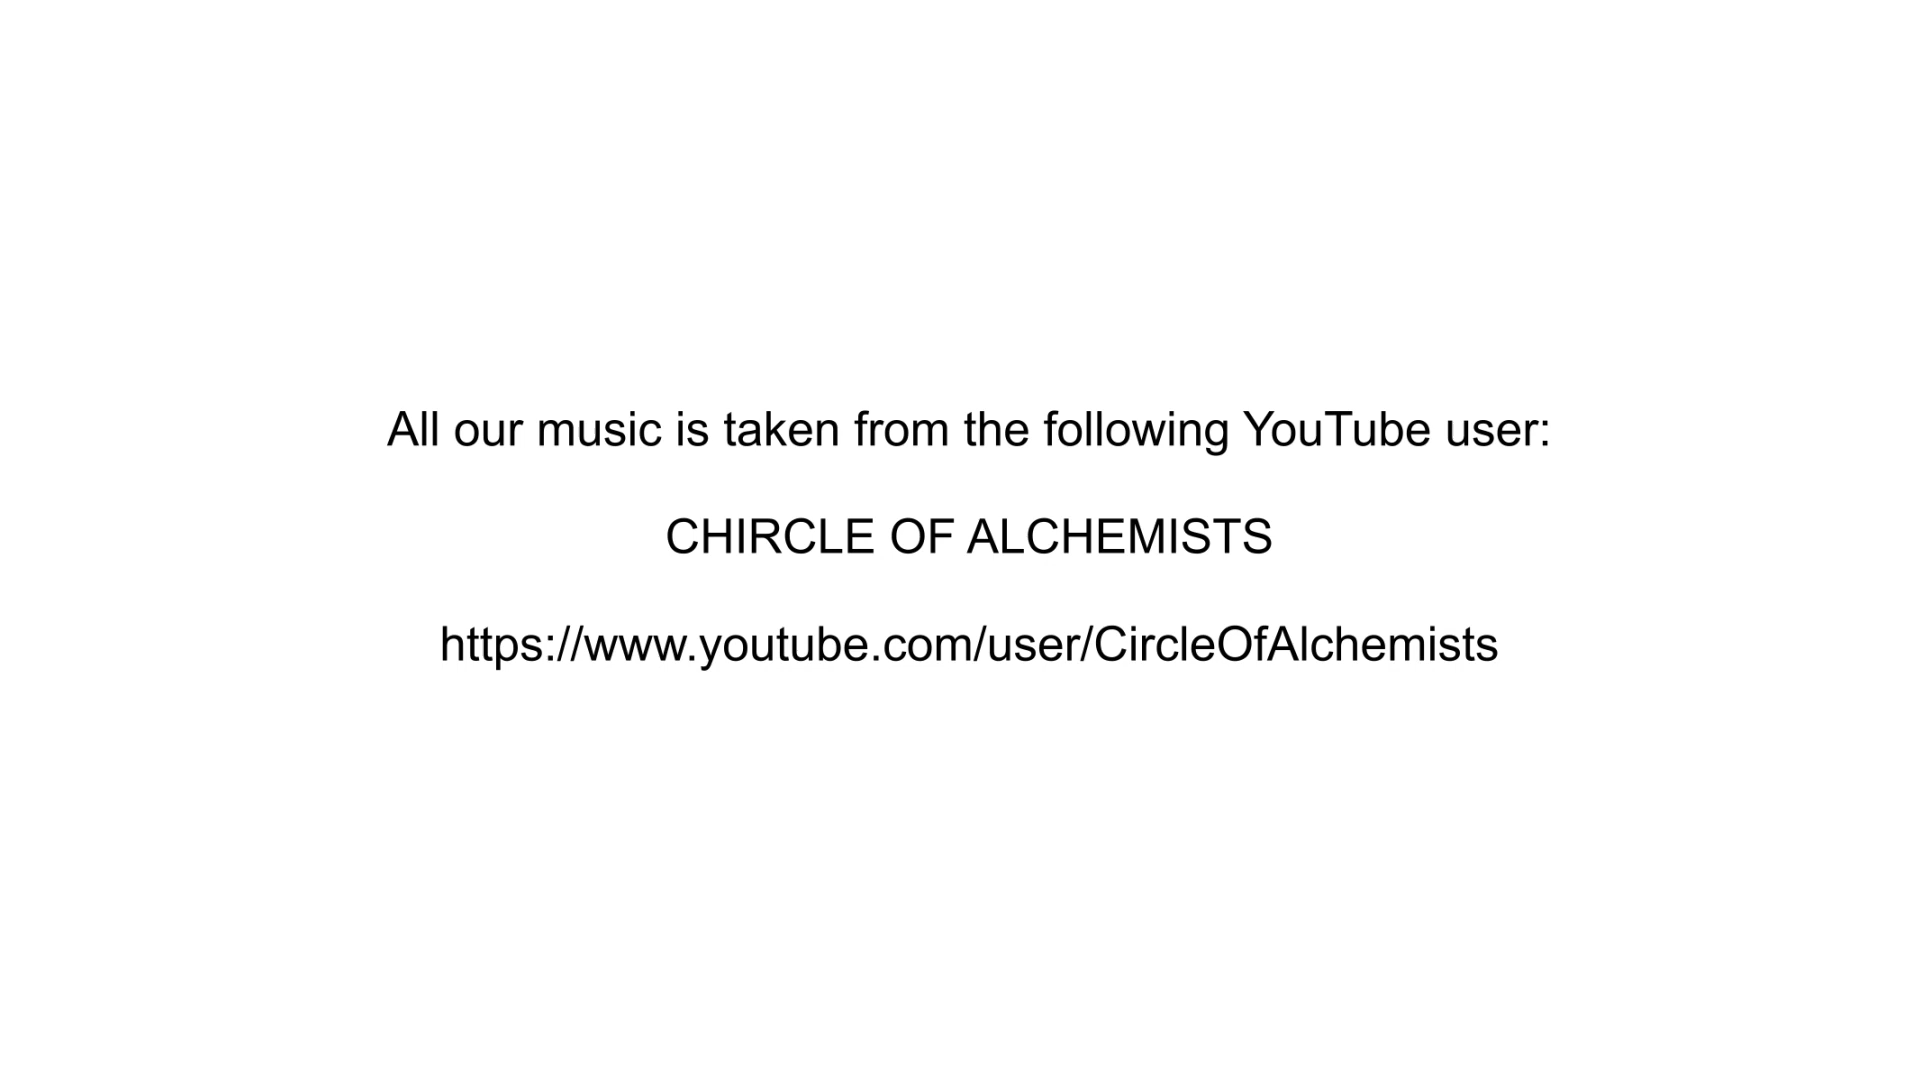 All our music is taken from the following YouTube user:
CHIRCLE OF ALCHEMISTS
https://www.youtube.com/user/CircleOfAlchemists